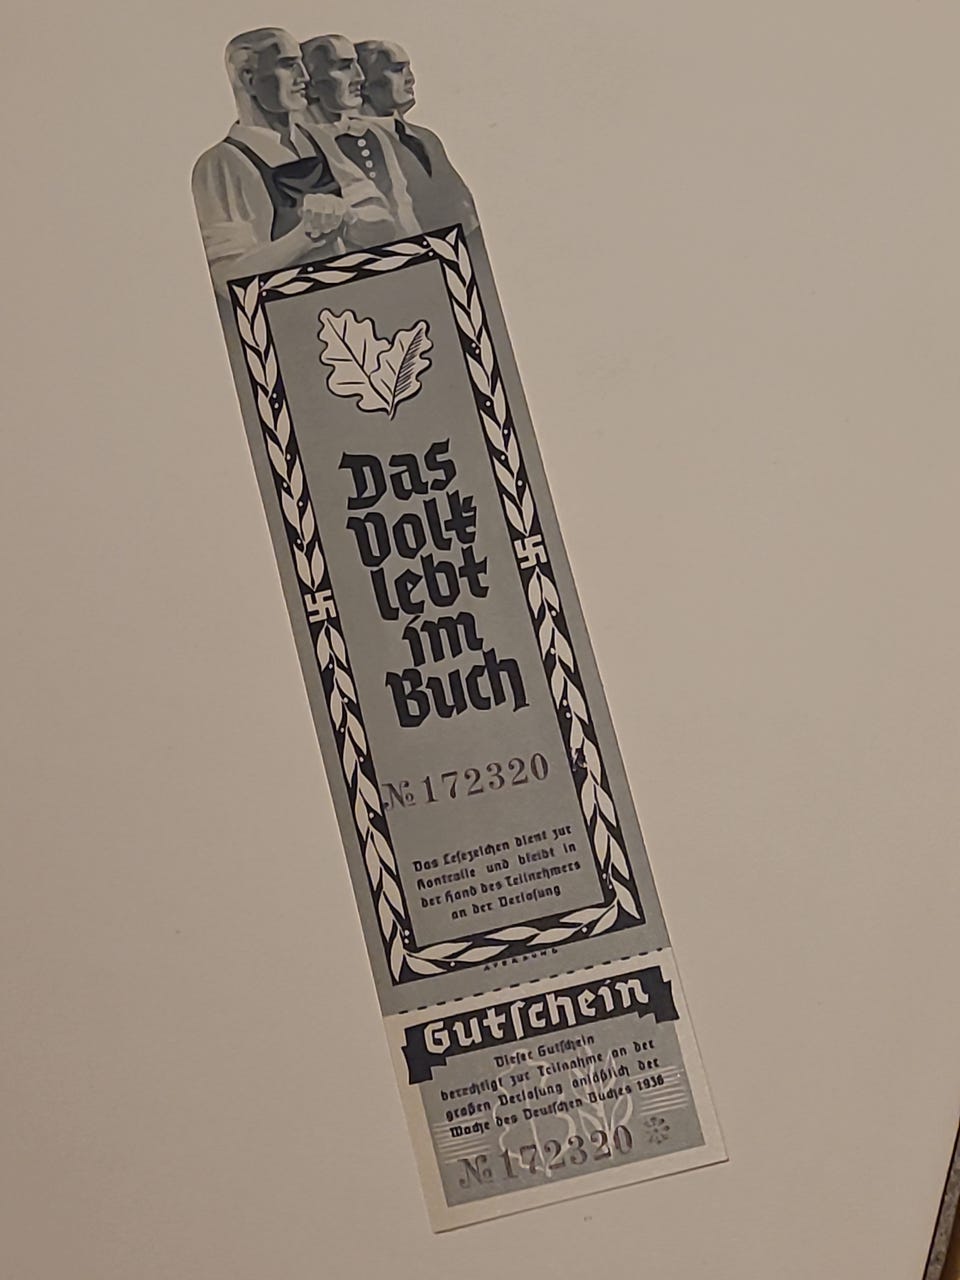 Das
Volk
lebt
im
Buch
№ 172320
Das Lesezeichen dient zur
Kontrolle und bleibt in
der Hand des Teilnehmers
an der Verlosung
Gutschein
Dieser Gutschein
berechtigt zur Teilnahme an der
großen Verlosung anläßlich der
Woche des Deutschen Buches 1936
№ 172320